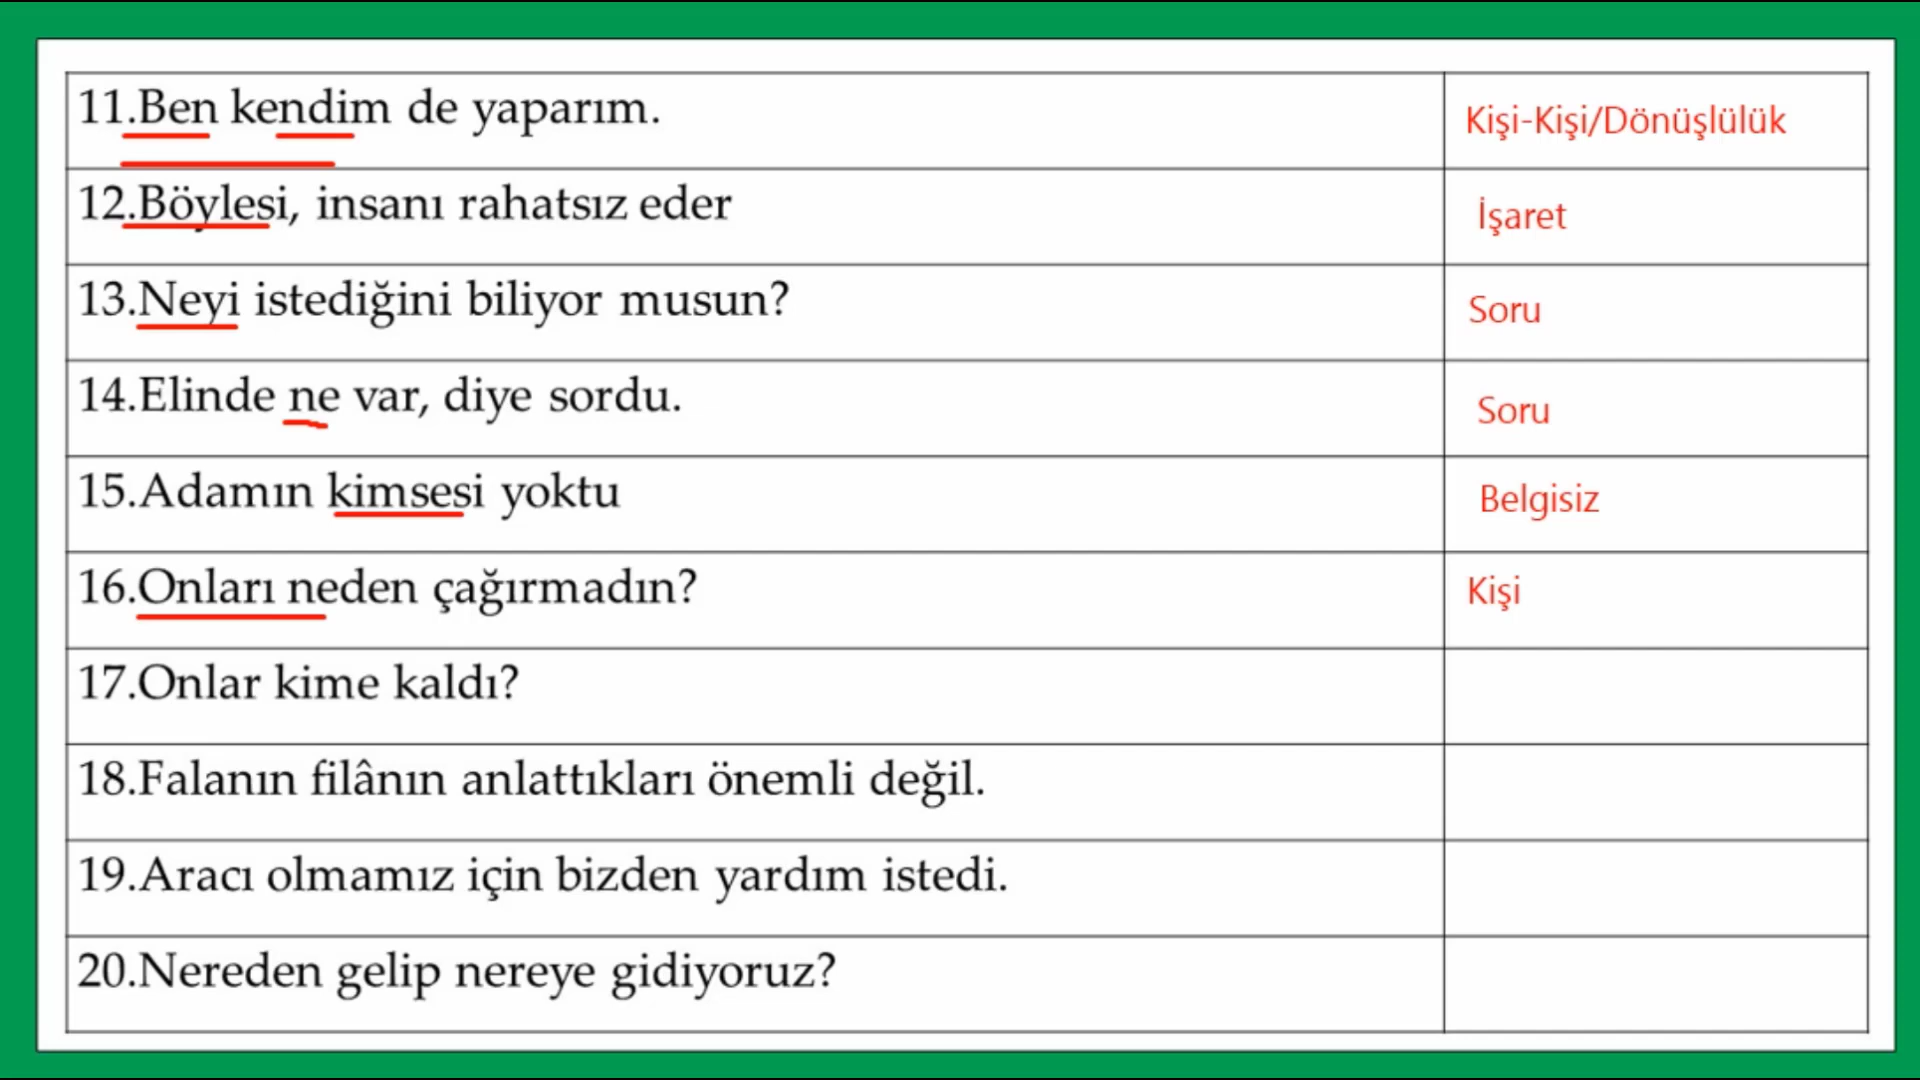 11.Ben kendim de yaparım.
Kişi-Kişi/Dönüşlülük
12.Böylesi, insanı rahatsız eder
İşaret
13.Neyi istediğini biliyor musun?
Soru
14.Elinde ne var, diye sordu.
Soru
15.Adamın kimsesi yoktu
Belgisiz
16.Onları neden çağırmadın?
Kişi
17.Onlar kime kaldı?
18.Falanın filânın anlattıkları önemli değil.
19.Aracı olmamız için bizden yardım istedi.
20.Nereden gelip nereye gidiyoruz?